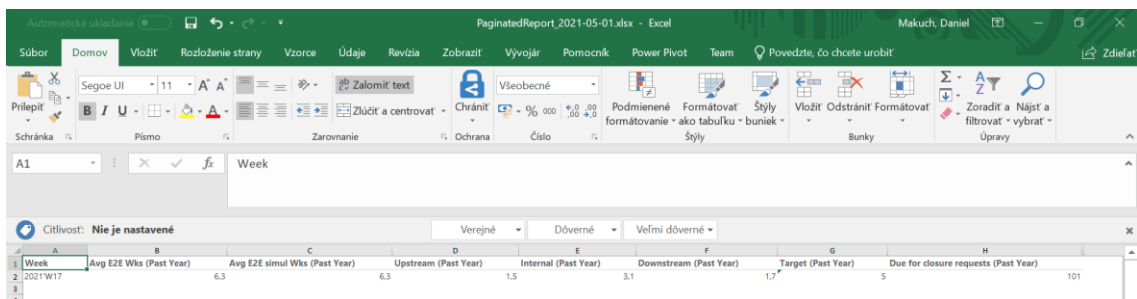 Automatické ukladanie
PaginatedReport_2021-05-01.xlsx - Excel
Makuch, Daniel
Súbor Domov Vložiť Rozloženie strany Vzorce Údaje Revízia Zobraziť Vývojár Pomocník Power Pivot Team Povedzte, čo chcete urobiť Zdieľať
Prilepiť
Segoe UI 11
Zalomiť text
Chrániť
Všeobecné
Podmienené formátovanie
Formátovať ako tabuľku
Štýly buniek
Vložiť Odstrániť Formátovať
Zoradiť a filtrovať
Nájsť a vybrať
B I U
Zlúčiť a centrovať
% 000
Schránka Písmo Zarovnanie Ochrana Číslo Štýly Bunky Úpravy
A1 fx Week
Citlivosť: Nie je nastavené Verejné Dôverné Veľmi dôverné
A B C D E F G H
1 Week Avg E2E Wks (Past Year) Avg E2E simul Wks (Past Year) Upstream (Past Year) Internal (Past Year) Downstream (Past Year) Target (Past Year) Due for closure requests (Past Year)
2 2021'W17 6.3 6.3 1.5 3.1 1,7 5 101
3